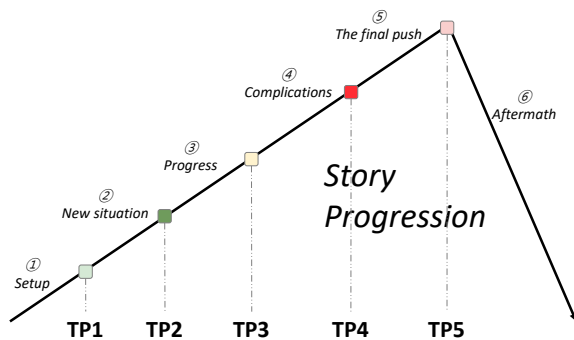 ①
Setup
②
New situation
③
Progress
④
Complications
⑤
The final push
⑥
Aftermath
Story
Progression
TP1 TP2 TP3 TP4 TP5